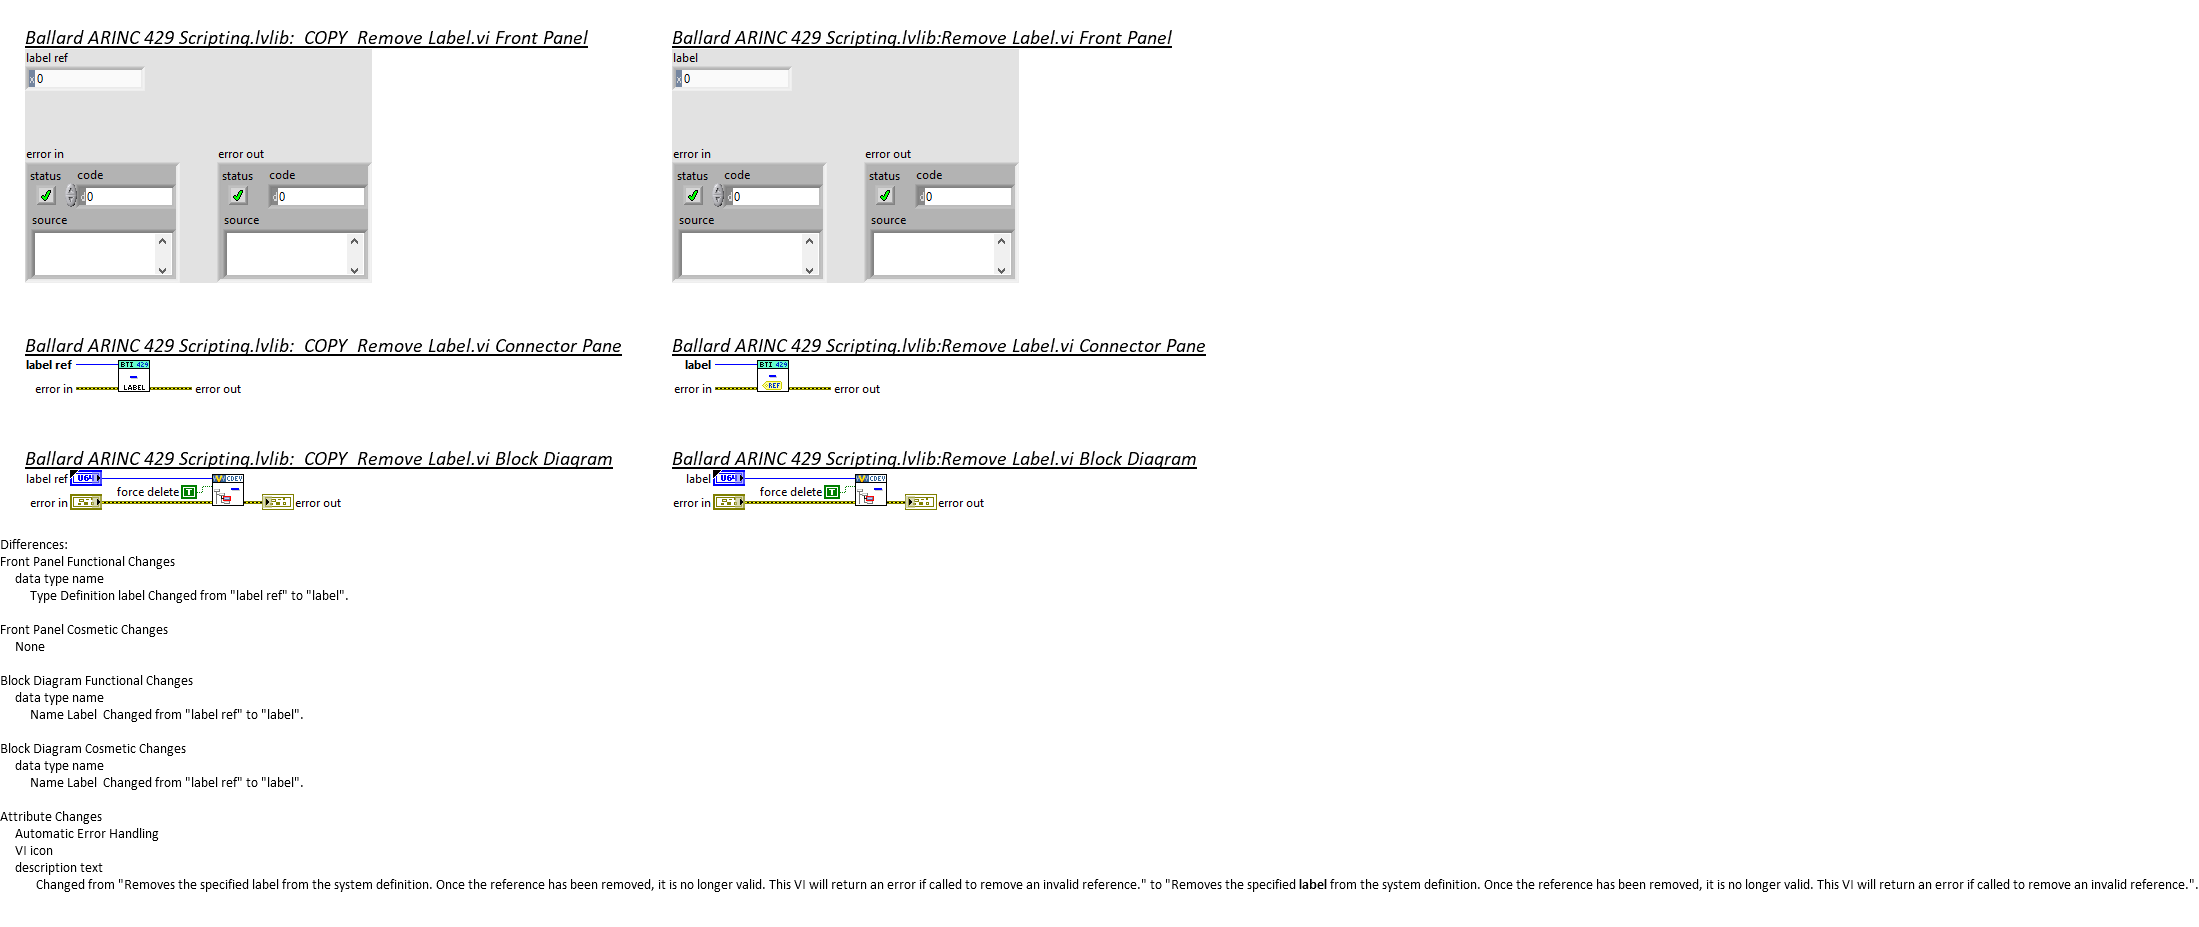 Ballard ARINC 429 Scripting.lvlib:  COPY  Remove Label.vi Front Panel
label ref
x 0
error in
error out
status code
status code
d 0
d 0
source
source
Ballard ARINC 429 Scripting.lvlib:Remove Label.vi Front Panel
label
x 0
error in
error out
status code
status code
d 0
d 0
source
source
Ballard ARINC 429 Scripting.lvlib:  COPY  Remove Label.vi Connector Pane
label ref
BTI 429
LABEL
error in
error out
Ballard ARINC 429 Scripting.lvlib:Remove Label.vi Connector Pane
label
BTI 429
REF
error in
error out
Ballard ARINC 429 Scripting.lvlib:  COPY  Remove Label.vi Block Diagram
label ref U64
CDEV
force delete T
error in
error out
Ballard ARINC 429 Scripting.lvlib:Remove Label.vi Block Diagram
label U64
CDEV
force delete T
error in
error out
Differences:
Front Panel Functional Changes
data type name
Type Definition label Changed from "label ref" to "label".
Front Panel Cosmetic Changes
None
Block Diagram Functional Changes
data type name
Name Label  Changed from "label ref" to "label".
Block Diagram Cosmetic Changes
data type name
Name Label  Changed from "label ref" to "label".
Attribute Changes
Automatic Error Handling
VI icon
description text
Changed from "Removes the specified label from the system definition. Once the reference has been removed, it is no longer valid. This VI will return an error if called to remove an invalid reference." to "Removes the specified label from the system definition. Once the reference has been removed, it is no longer valid. This VI will return an error if called to remove an invalid reference.".